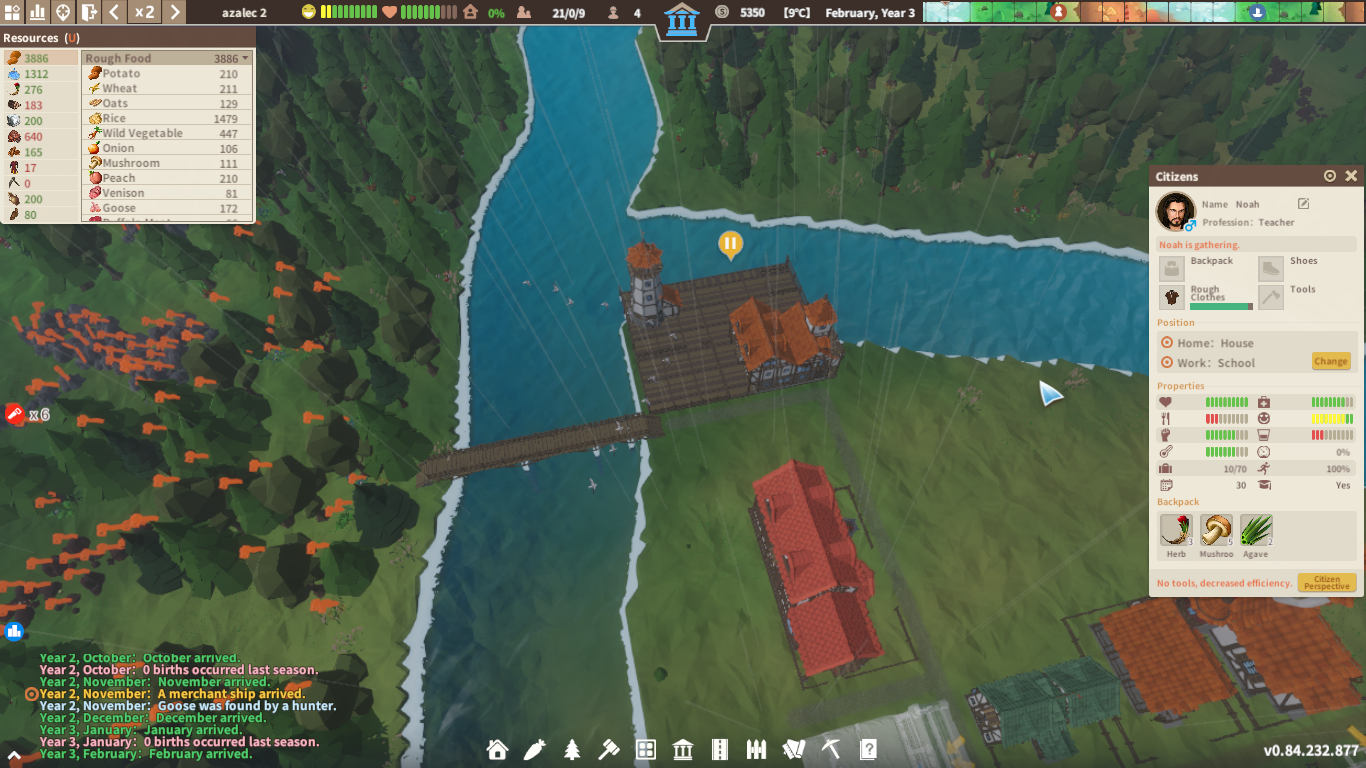 x2
azalec 2
0%
21/0/9
4
5350
[9℃]
February, Year 3
Resources (U)
3886
1312
276
183
200
640
165
17
0
200
80
Rough Food 3886
Potato 210
Wheat 211
Oats 129
Rice 1479
Wild Vegetable 447
Onion 106
Mushroom 111
Peach 210
Venison 81
Goose 172
x 6
Citizens
Name Noah
Profession: Teacher
Noah is gathering.
Backpack
Shoes
Rough Clothes
Tools
Position
Home: House
Work: School
Change
Properties
0%
10/70
100%
30
Yes
Backpack
3
5
2
Herb
Mushroo
Agave
No tools, decreased efficiency.
Citizen Perspective
Year 2, October: October arrived.
Year 2, October: 0 births occurred last season.
Year 2, November: November arrived.
Year 2, November: A merchant ship arrived.
Year 2, November: Goose was found by a hunter.
Year 2, December: December arrived.
Year 3, January: January arrived.
Year 3, January: 0 births occurred last season.
Year 3, February: February arrived.
v0.84.232.877